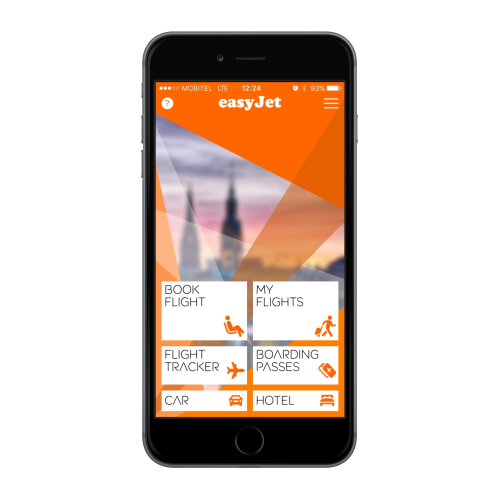 MOBITEL LTE 12:24 93%
?
easyJet
BOOK
FLIGHT
MY
FLIGHTS
FLIGHT
TRACKER
BOARDING
PASSES
CAR
HOTEL